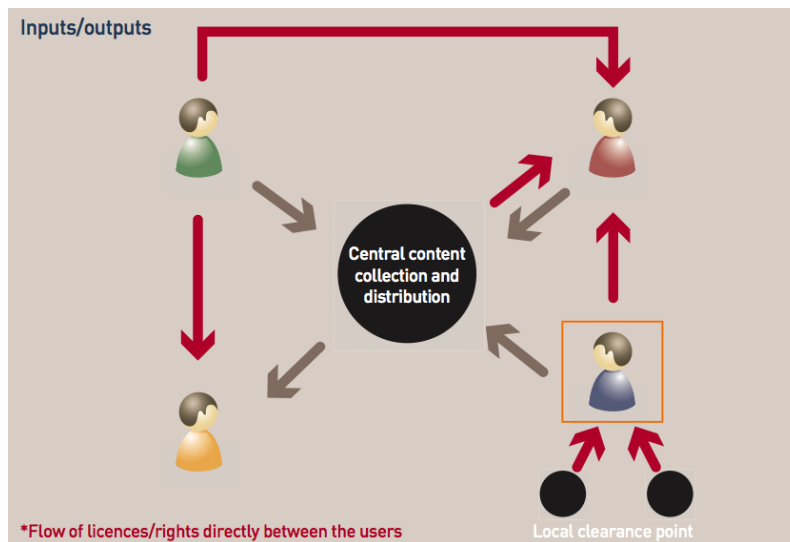 Inputs/outputs
Central content
collection and
distribution
*Flow of licences/rights directly between the users
Local clearance point